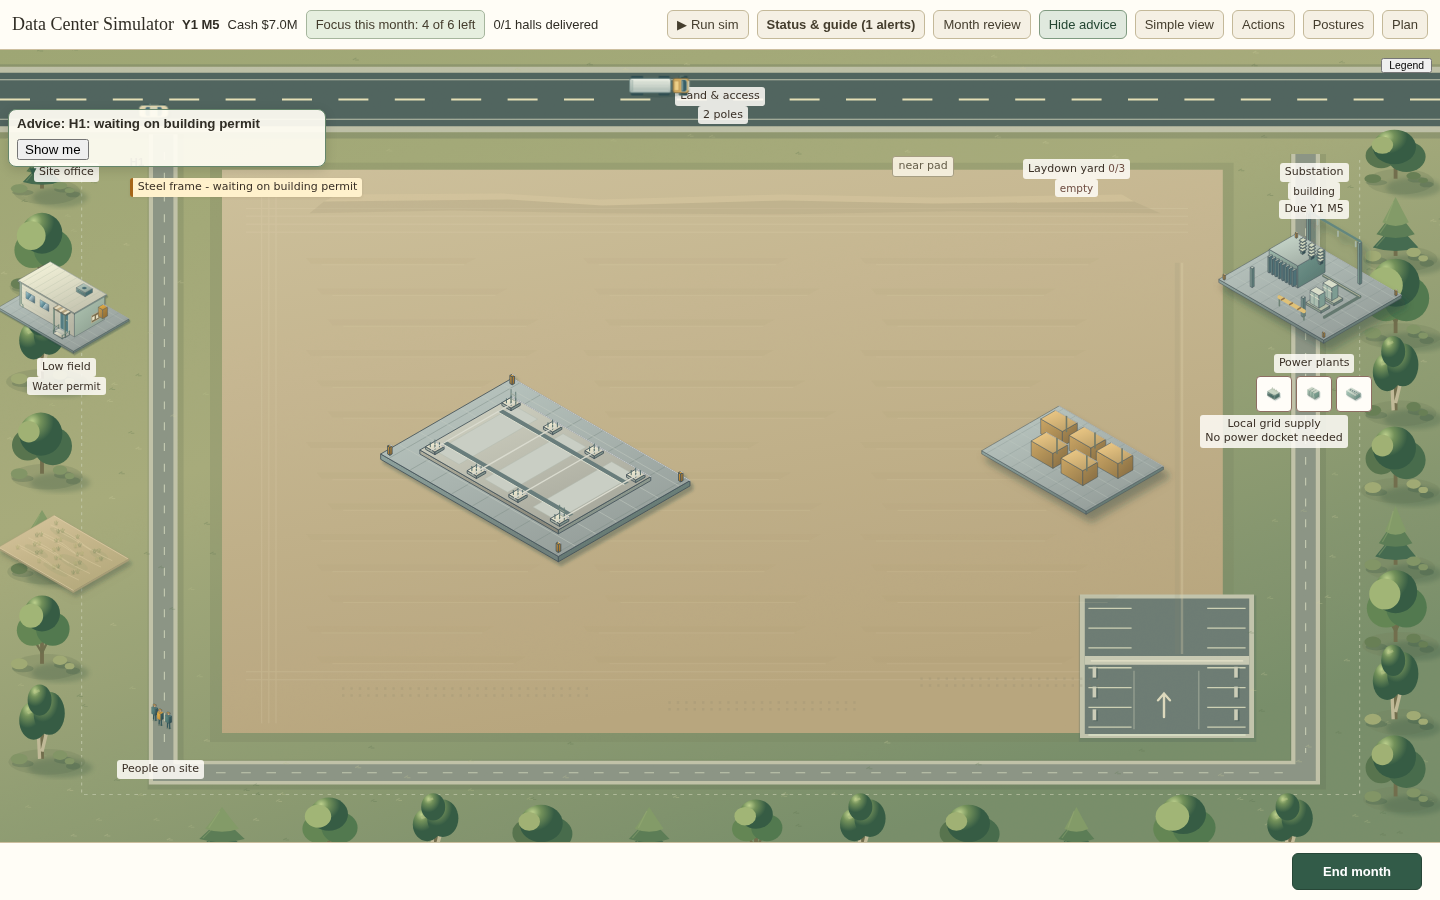 Data Center Simulator Y1 M5 Cash $7.0M Focus this month: 4 of 6 left 0/1 halls delivered ▶ Run sim Status & guide (1 alerts) Month review Hide advice Simple view Actions Postures Plan
Legend
Land & access
2 poles
Advice: H1: waiting on building permit
Show me
Site office
Steel frame - waiting on building permit
near pad
Laydown yard 0/3
empty
Substation
building
Due Y1 M5
Low field
Water permit
Power plants
Local grid supply
No power docket needed
People on site
End month